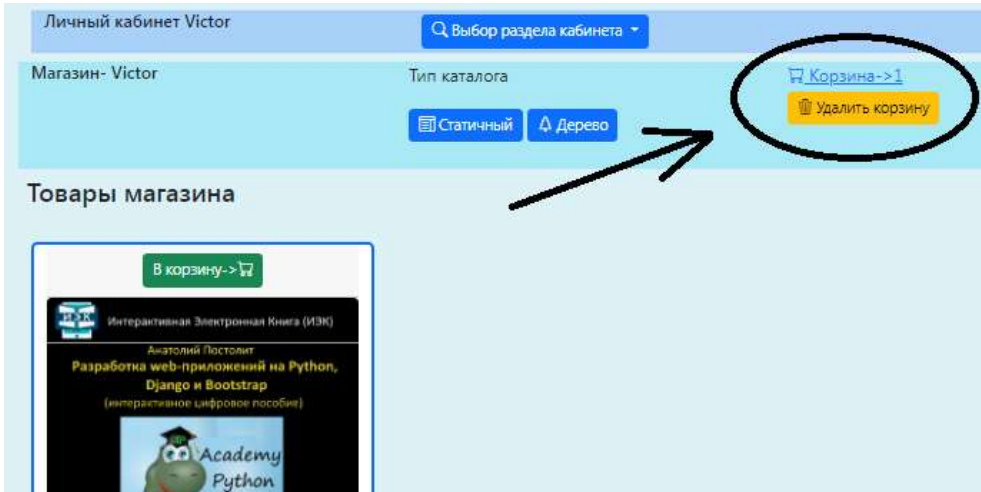 Личный кабинет Victor
Выбор раздела кабинета
Магазин- Victor
Тип каталога
Корзина->1
Удалить корзину
Статичный
Дерево
Товары магазина
В корзину->
ИЭК
Интерактивная Электронная Книга (ИЭК)
Анатолий Постолит
Разработка web-приложений на Python,
Django и Bootstrap
(интерактивное цифровое пособие)
Academy
Python